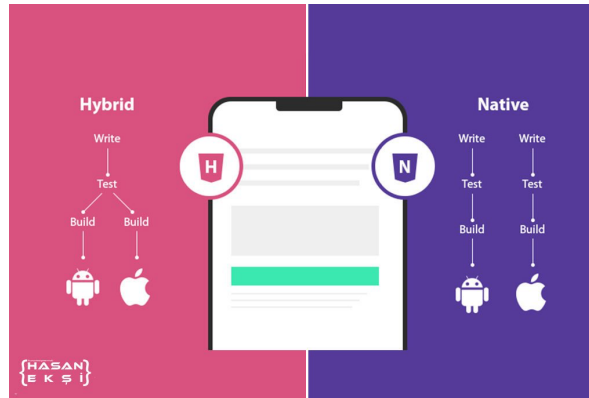 Hybrid
Write
Test
Build Build
H
N
Native
Write Write
Test Test
Build Build
{HASAN
EKŞİ}